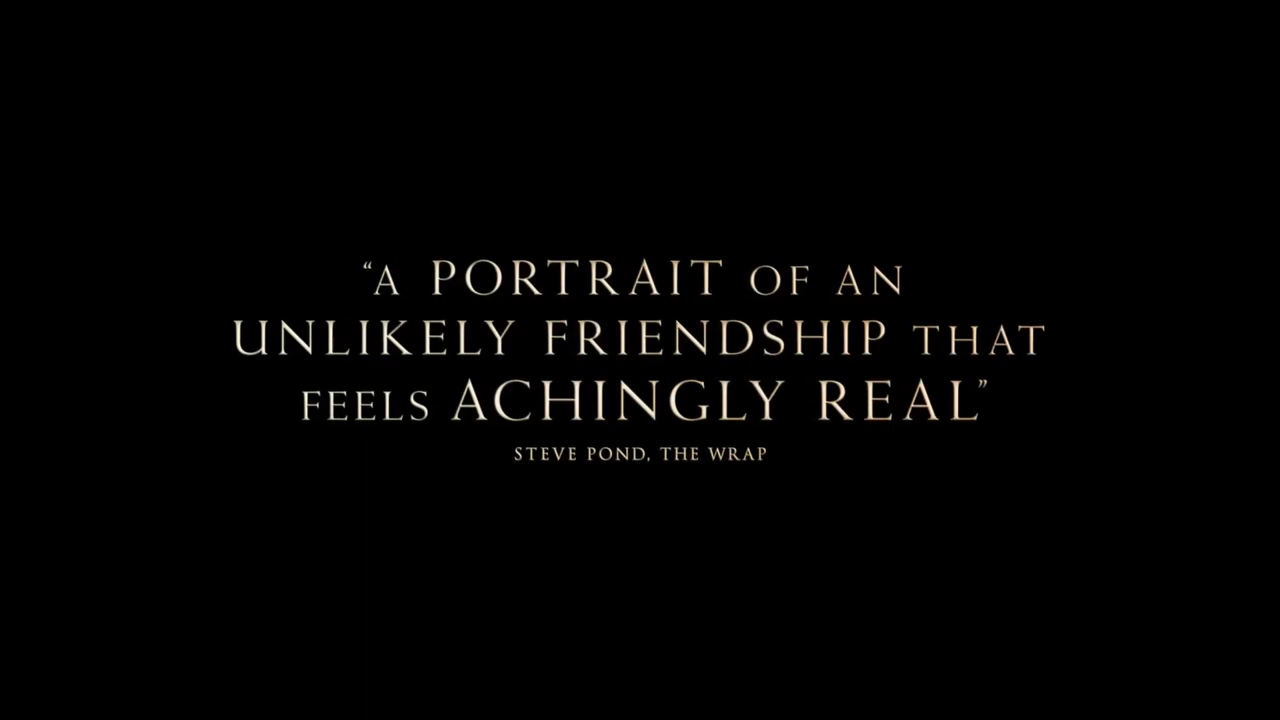 “A PORTRAIT OF AN
UNLIKELY FRIENDSHIP THAT
FEELS ACHINGLY REAL”
STEVE POND, THE WRAP